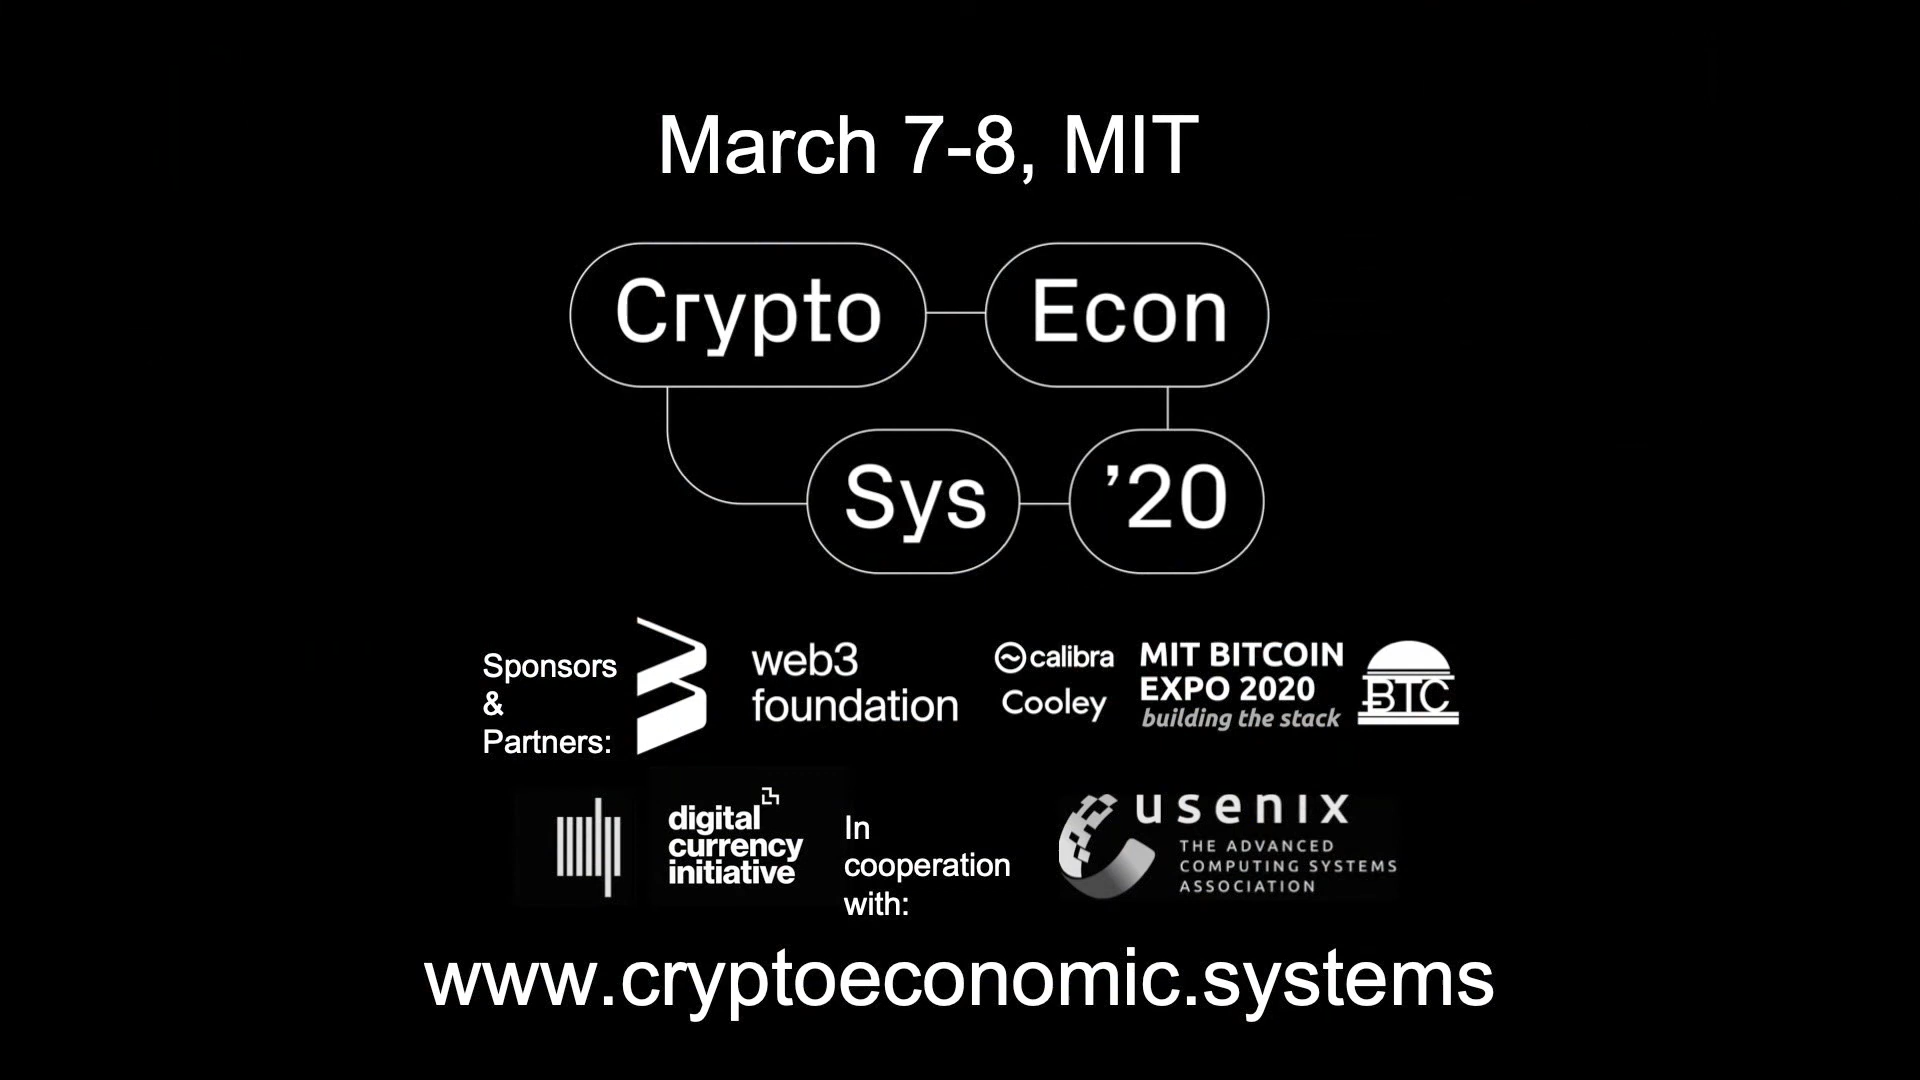 March 7-8, MIT
Crypto Econ
Sys '20
Sponsors
&
Partners:
web3
foundation
calibra
Cooley
MIT BITCOIN
EXPO 2020
building the stack
BTC
digital
currency
initiative
In
cooperation
with:
usenix
THE ADVANCED
COMPUTING SYSTEMS
ASSOCIATION
www.cryptoeconomic.systems